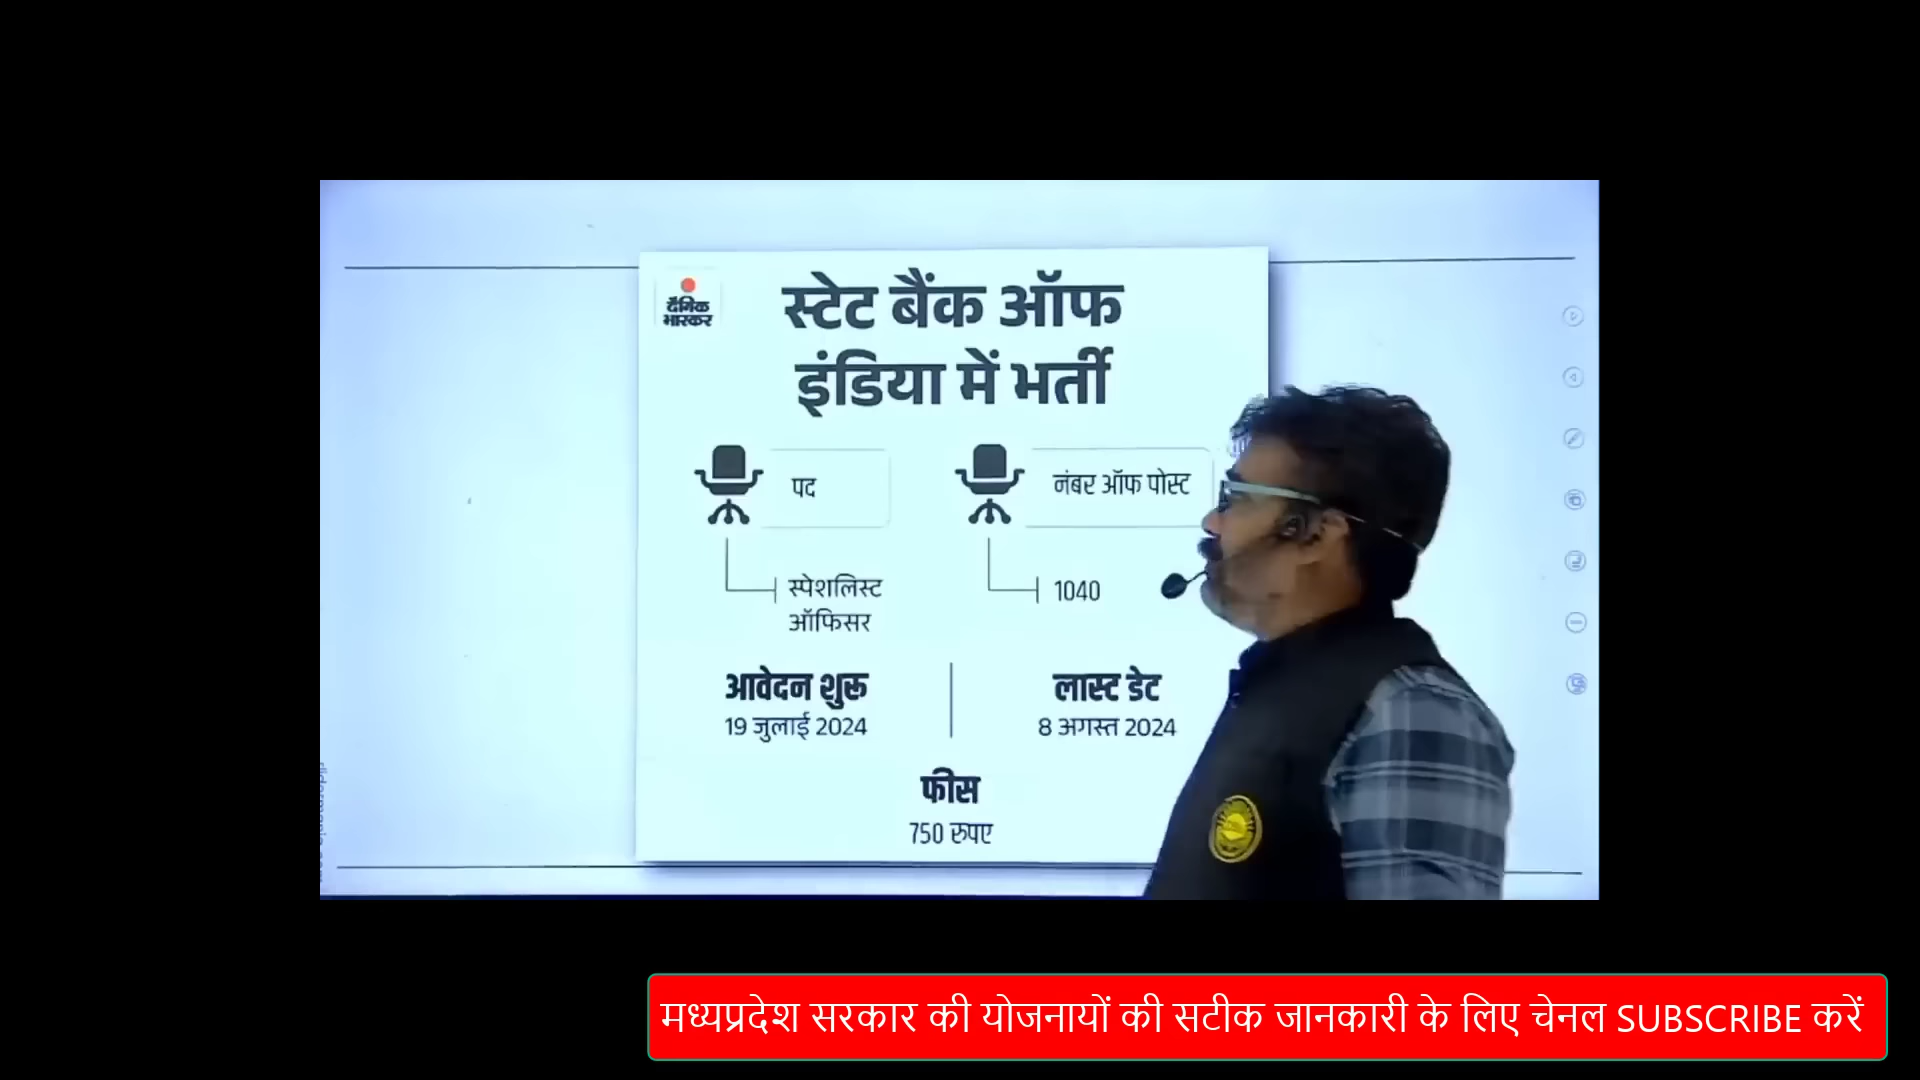 दैनिक
भास्कर
स्टेट बैंक ऑफ
इंडिया में भर्ती
पद
नंबर ऑफ पोस्ट
स्पेशलिस्ट
ऑफिसर
1040
आवेदन शुरू
19 जुलाई 2024
लास्ट डेट
8 अगस्त 2024
फीस
750 रुपए
मध्यप्रदेश सरकार की योजनायों की सटीक जानकारी के लिए चेनल SUBSCRIBE करें